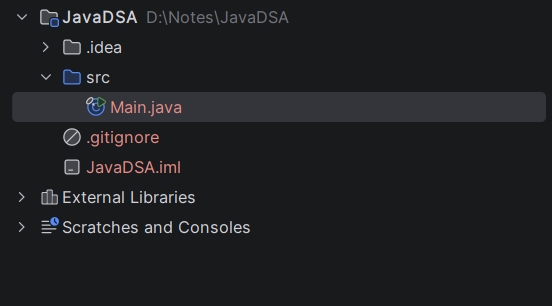 JavaDSA D:\Notes\JavaDSA
.idea
src
Main.java
.gitignore
JavaDSA.iml
External Libraries
Scratches and Consoles